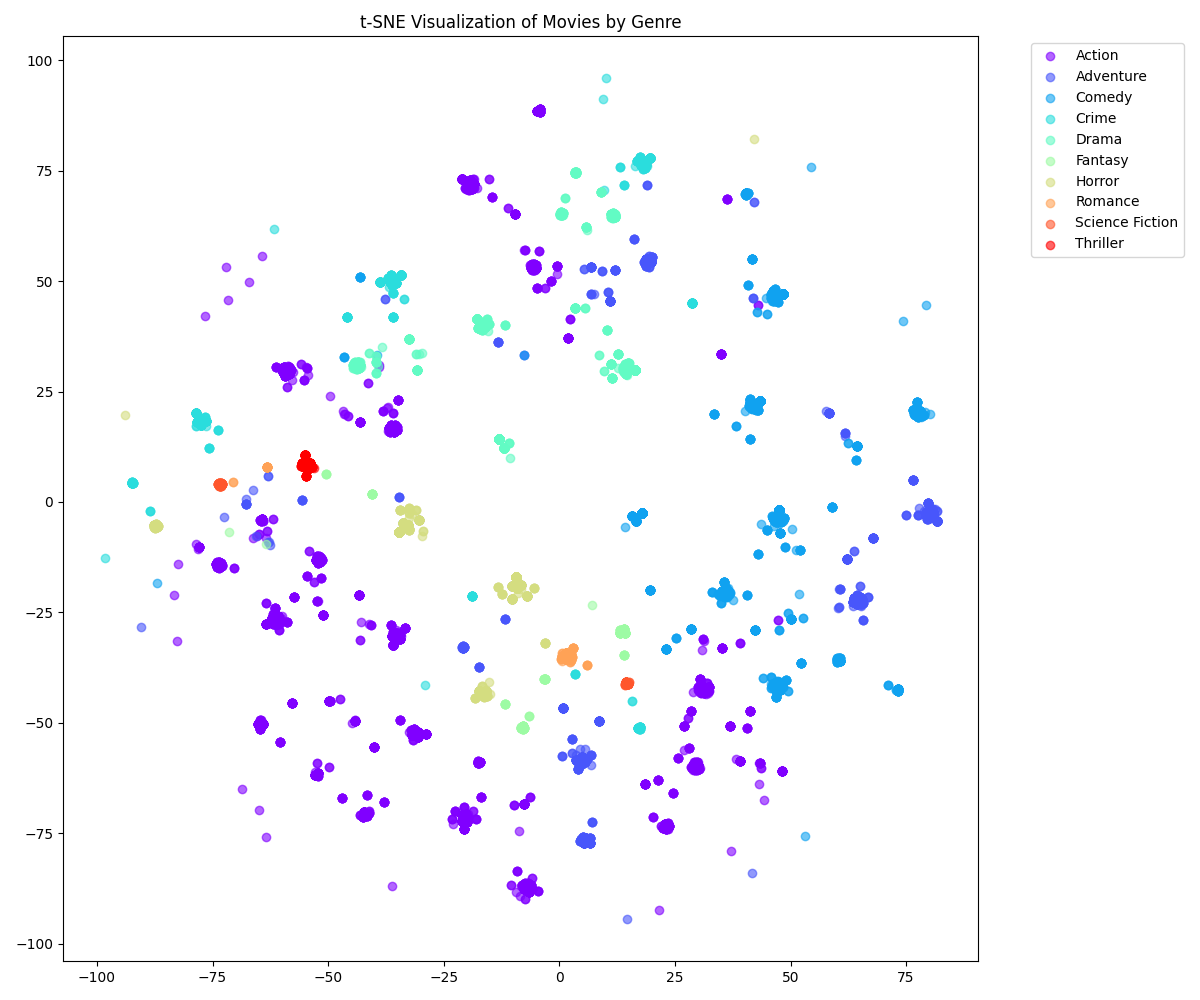 t-SNE Visualization of Movies by Genre
100
75
50
25
0
−25
−50
−75
−100
−100
−75
−50
−25
0
25
50
75
Action
Adventure
Comedy
Crime
Drama
Fantasy
Horror
Romance
Science Fiction
Thriller